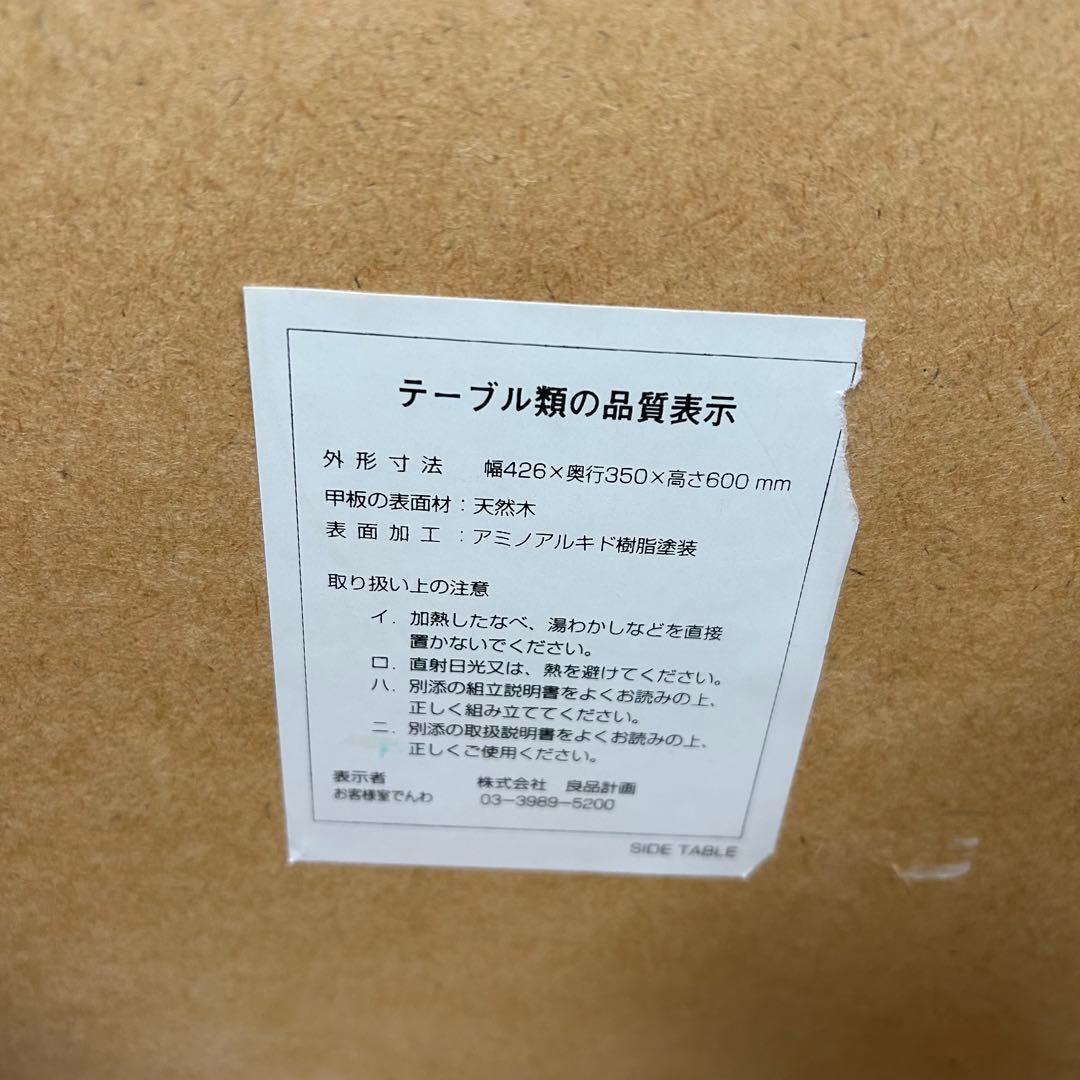 テーブル類の品質表示
外形寸法 幅426×奥行350×高さ600mm
甲板の表面材：天然木
表面加工：アミノアルキド樹脂塗装
取り扱い上の注意
イ．加熱したなべ、湯わかしなどを直接
置かないでください。
ロ．直射日光又は、熱を避けてください。
ハ．別添の組立説明書をよくお読みの上、
正しく組み立ててください。
ニ．別添の取扱説明書をよくお読みの上、
正しくご使用ください。
表示者 株式会社 良品計画
お客様室でんわ 03-3989-5200
SIDE TABLE